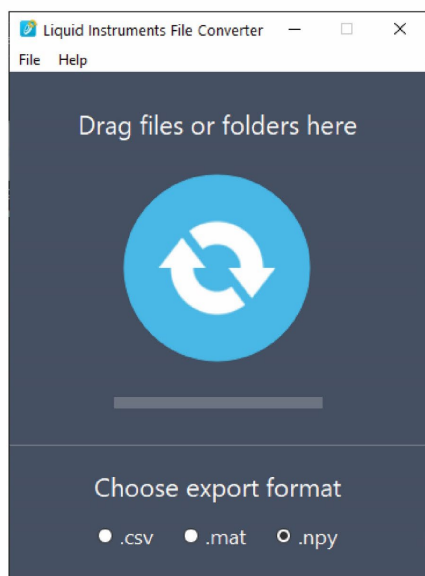 Liquid Instruments File Converter
File Help
Drag files or folders here
Choose export format
.csv .mat .npy